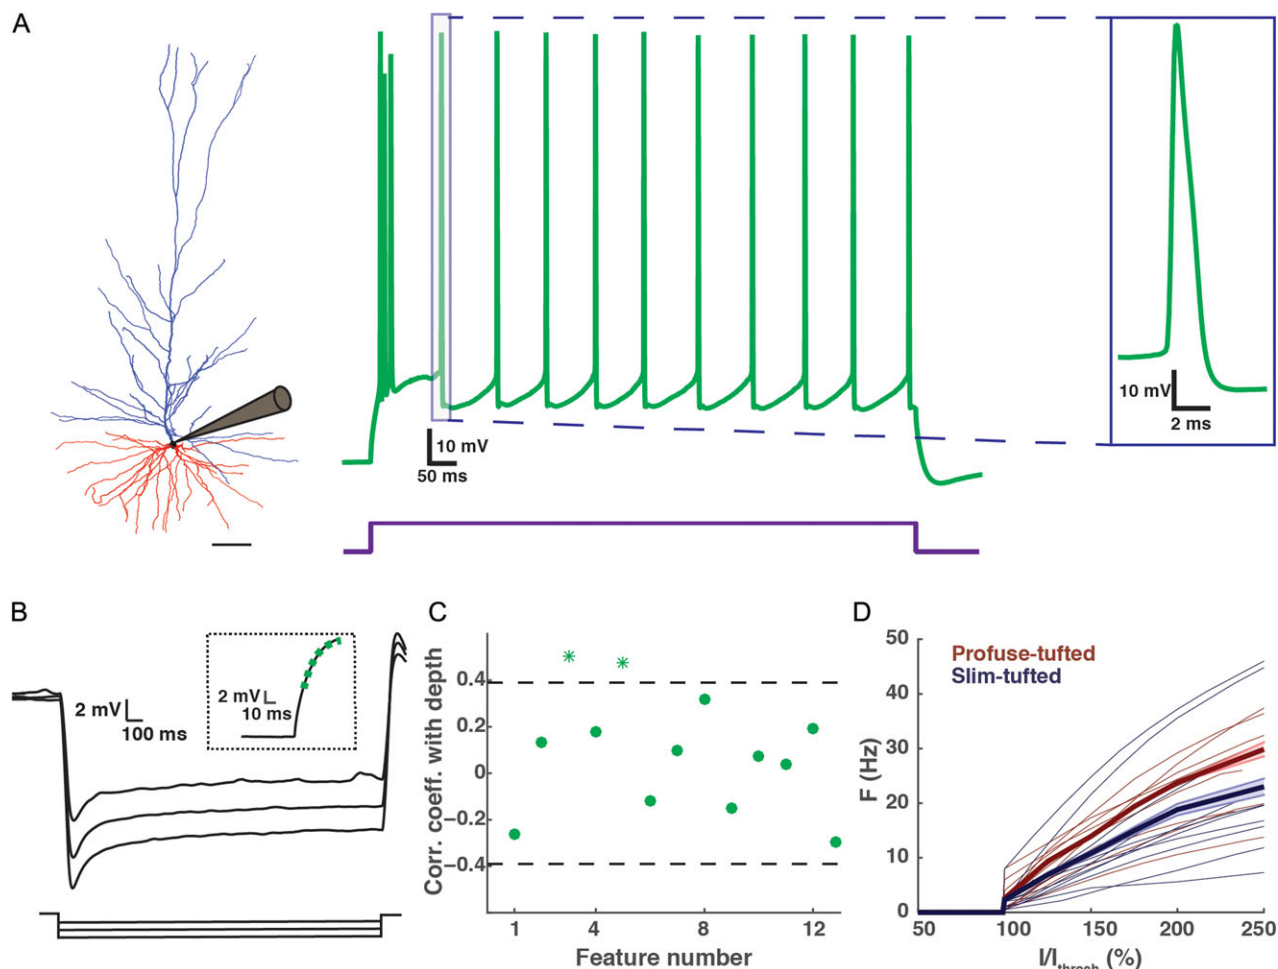 A
10 mV
50 ms
10 mV
2 ms
B
2 mV
100 ms
2 mV
10 ms
C
Corr. coeff. with depth
0.4
0.2
0
−0.2
−0.4
1 4 8 12
Feature number
D
Profuse-tufted
Slim-tufted
F (Hz)
50
40
30
20
10
0
50 100 150 200 250
I/I thresh (%)